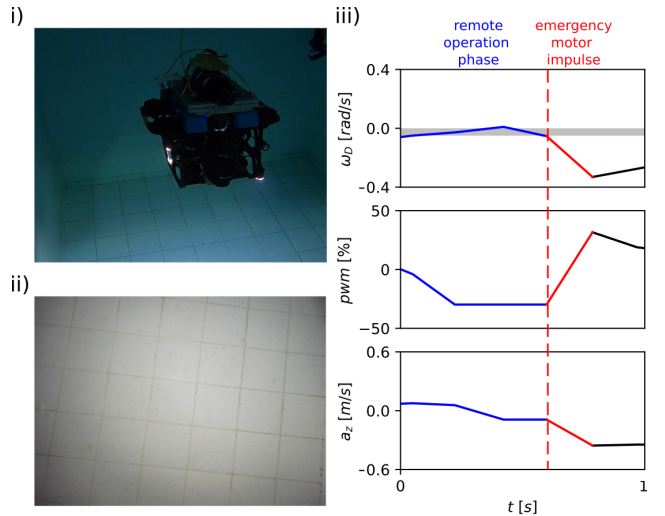 i)
iii)
remote
operation
phase
emergency
motor
impulse
0.4
0.0
−0.4
ω_D [rad/s]
50
0
−50
pwm [%]
ii)
0.6
0.0
−0.6
a_z [m/s]
0
1
t [s]